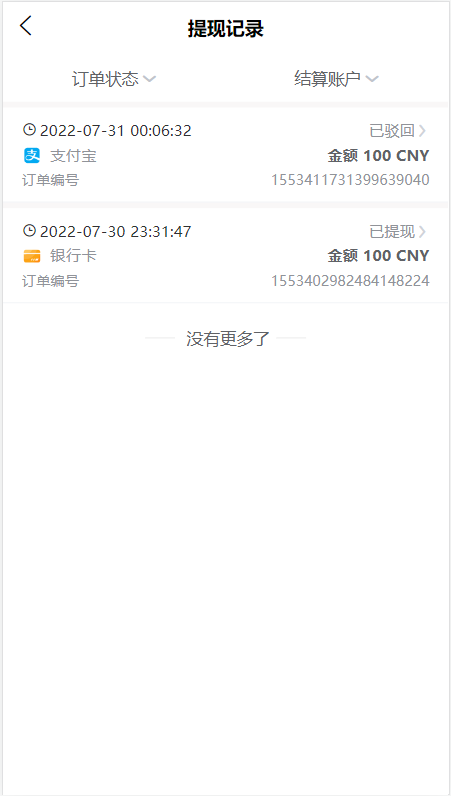 提现记录
订单状态 结算账户
2022-07-31 00:06:32 已驳回
支付宝 金额 100 CNY
订单编号 1553411731399639040
2022-07-30 23:31:47 已提现
银行卡 金额 100 CNY
订单编号 1553402982484148224
没有更多了